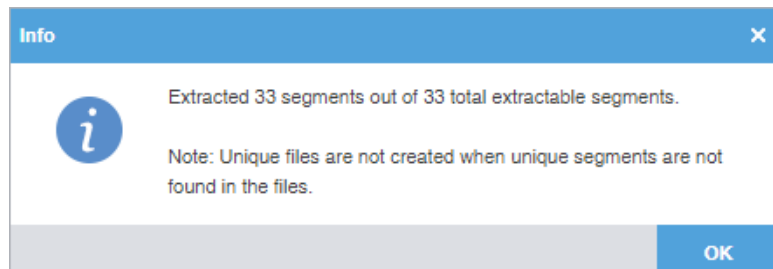 Info
Extracted 33 segments out of 33 total extractable segments.
Note: Unique files are not created when unique segments are not
found in the files.
OK